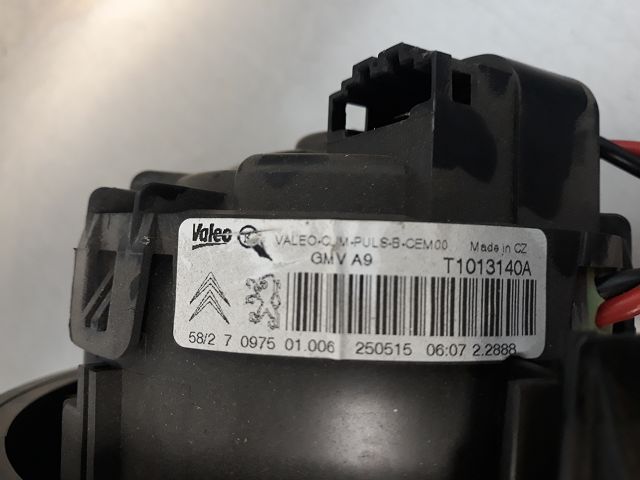 Valeo VALEO-C_M-PULS-B-CEM00 Made in CZ
GMV A9 T1013140A
58/2 7 0975 01.006 250515 06:07 2.2888